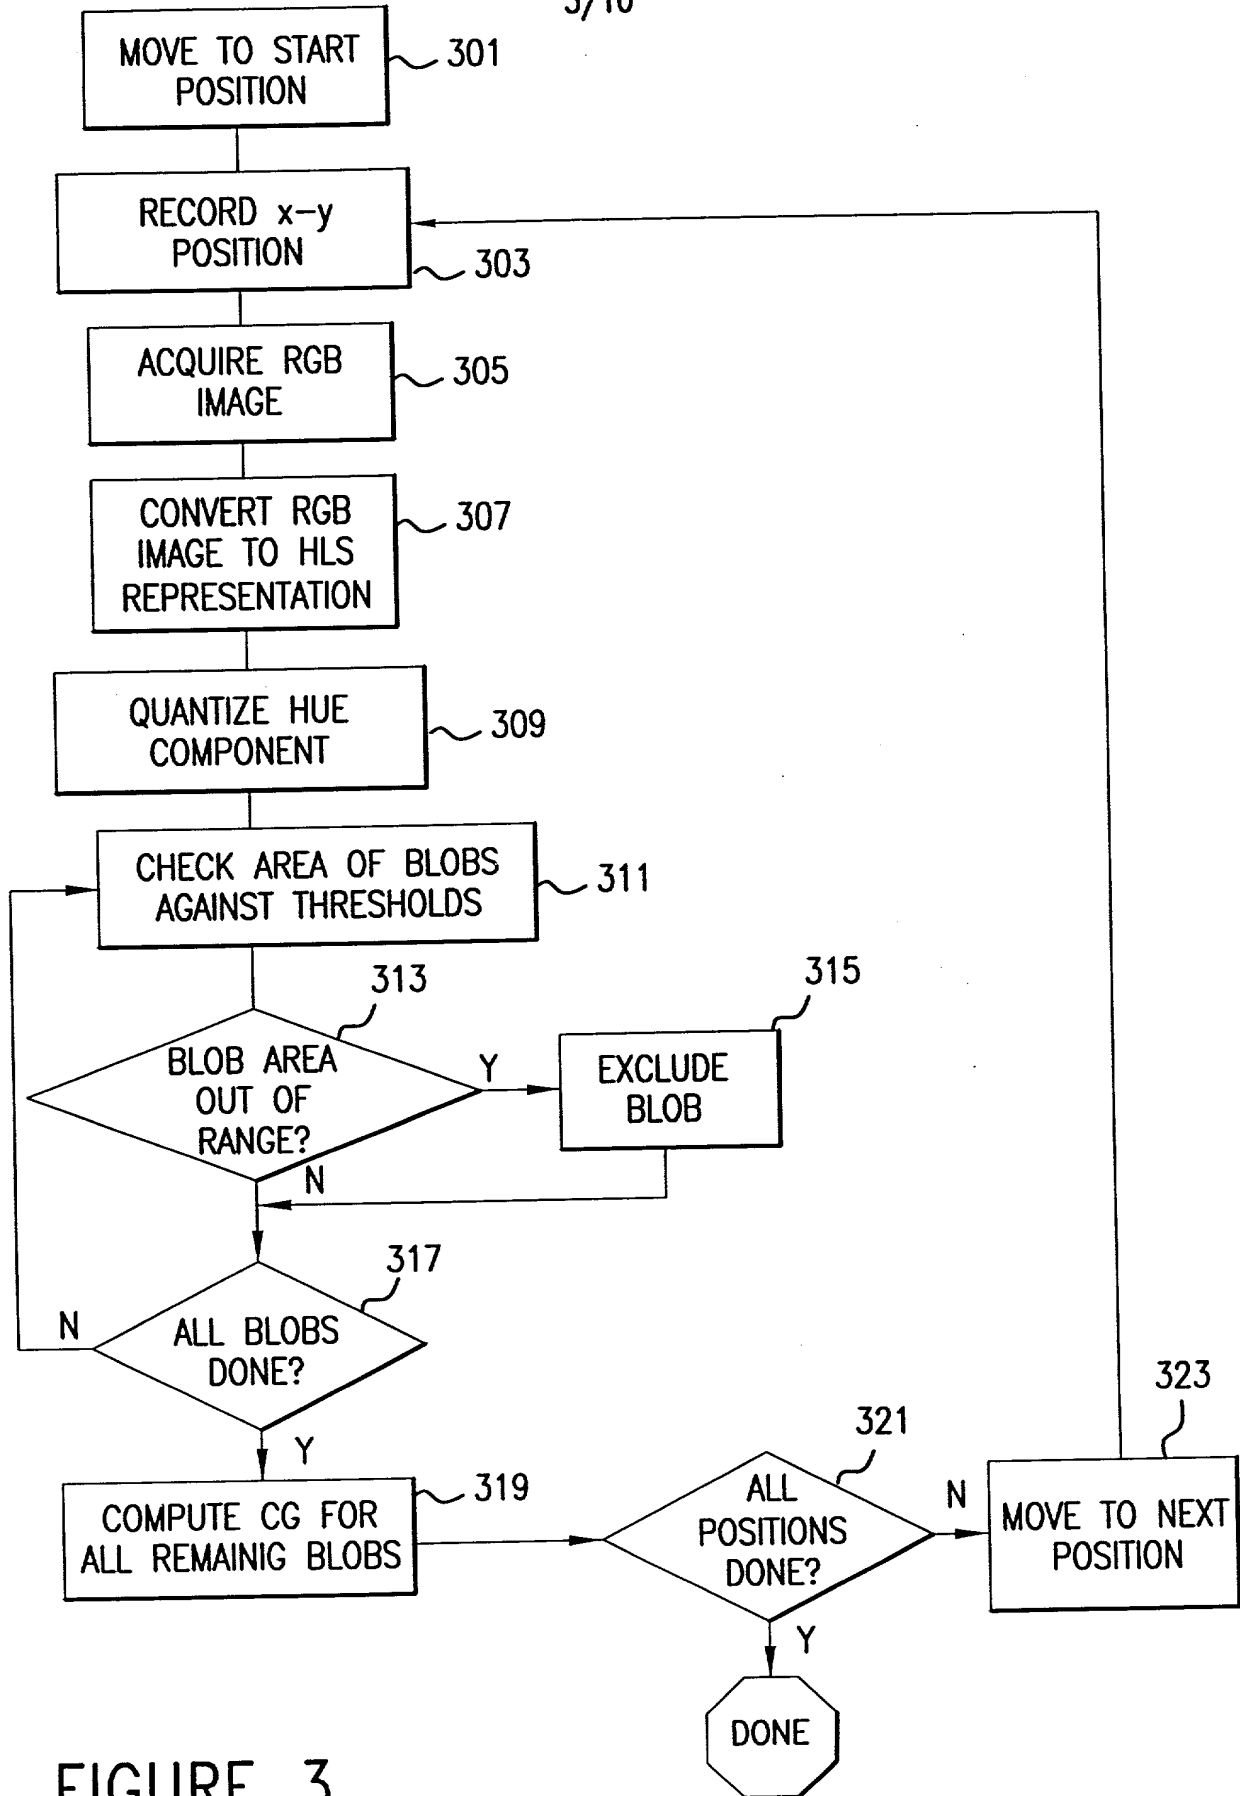 3/10
MOVE TO START
POSITION
301
RECORD x-y
POSITION
303
ACQUIRE RGB
IMAGE
305
CONVERT RGB
IMAGE TO HLS
REPRESENTATION
307
QUANTIZE HUE
COMPONENT
309
CHECK AREA OF BLOBS
AGAINST THRESHOLDS
311
313
BLOB AREA
OUT OF
RANGE?
Y
N
315
EXCLUDE
BLOB
317
ALL BLOBS
DONE?
N
Y
COMPUTE CG FOR
ALL REMAINIG BLOBS
319
321
ALL
POSITIONS
DONE?
N
Y
323
MOVE TO NEXT
POSITION
DONE
FIGURE 3